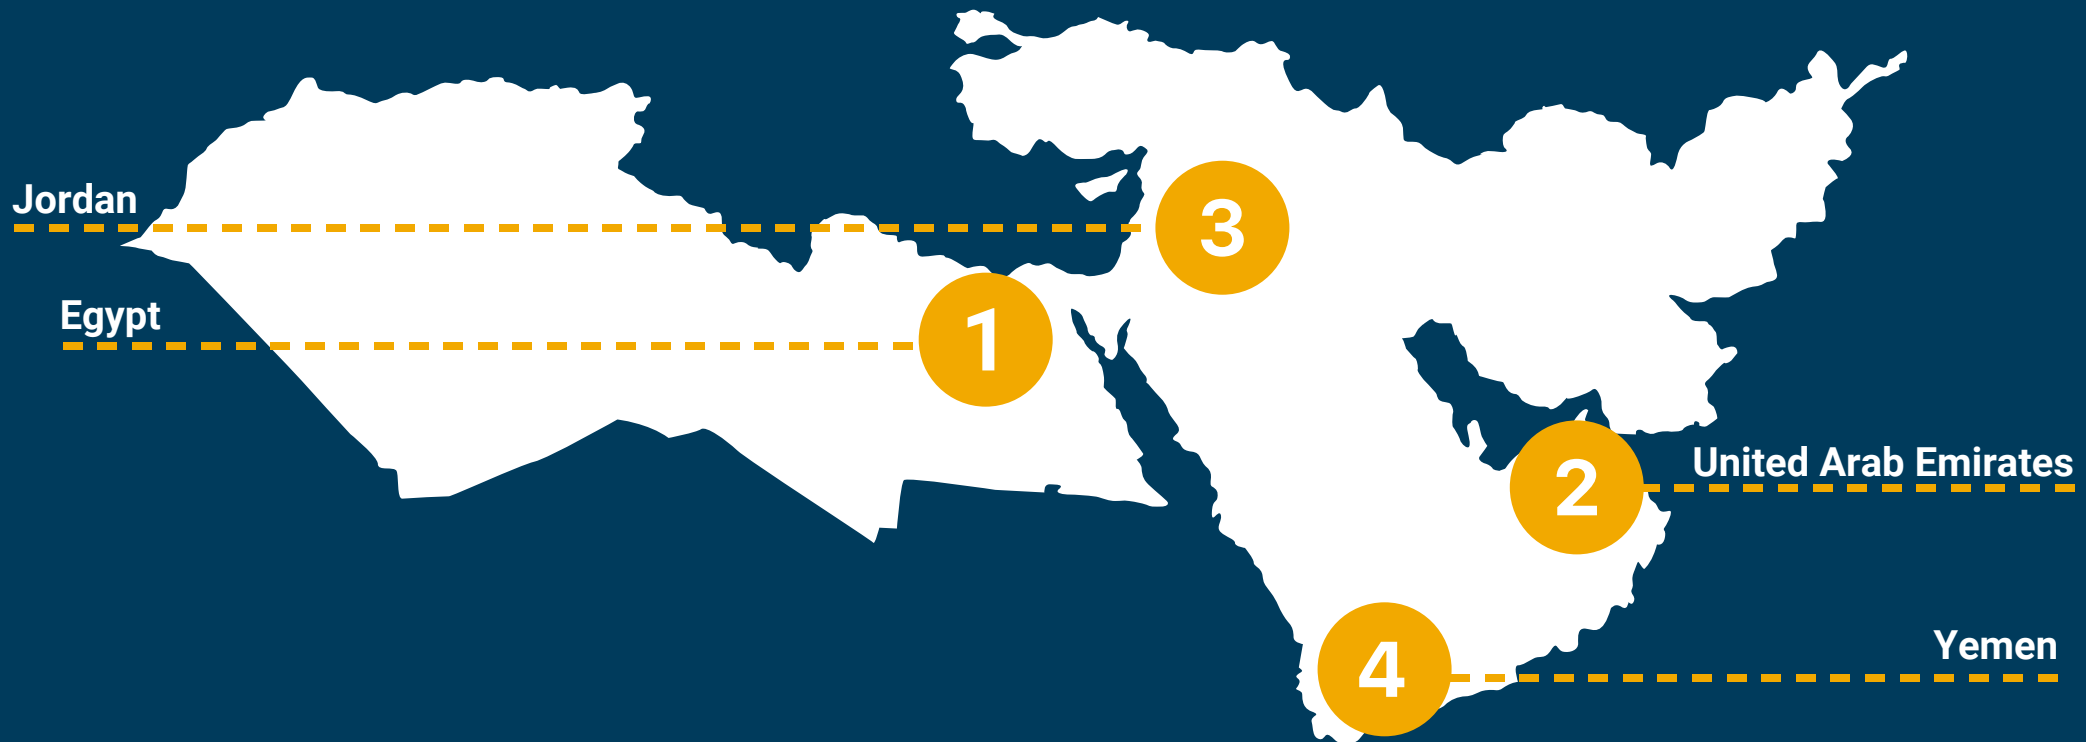 Jordan
3
Egypt
1
2
United Arab Emirates
4
Yemen